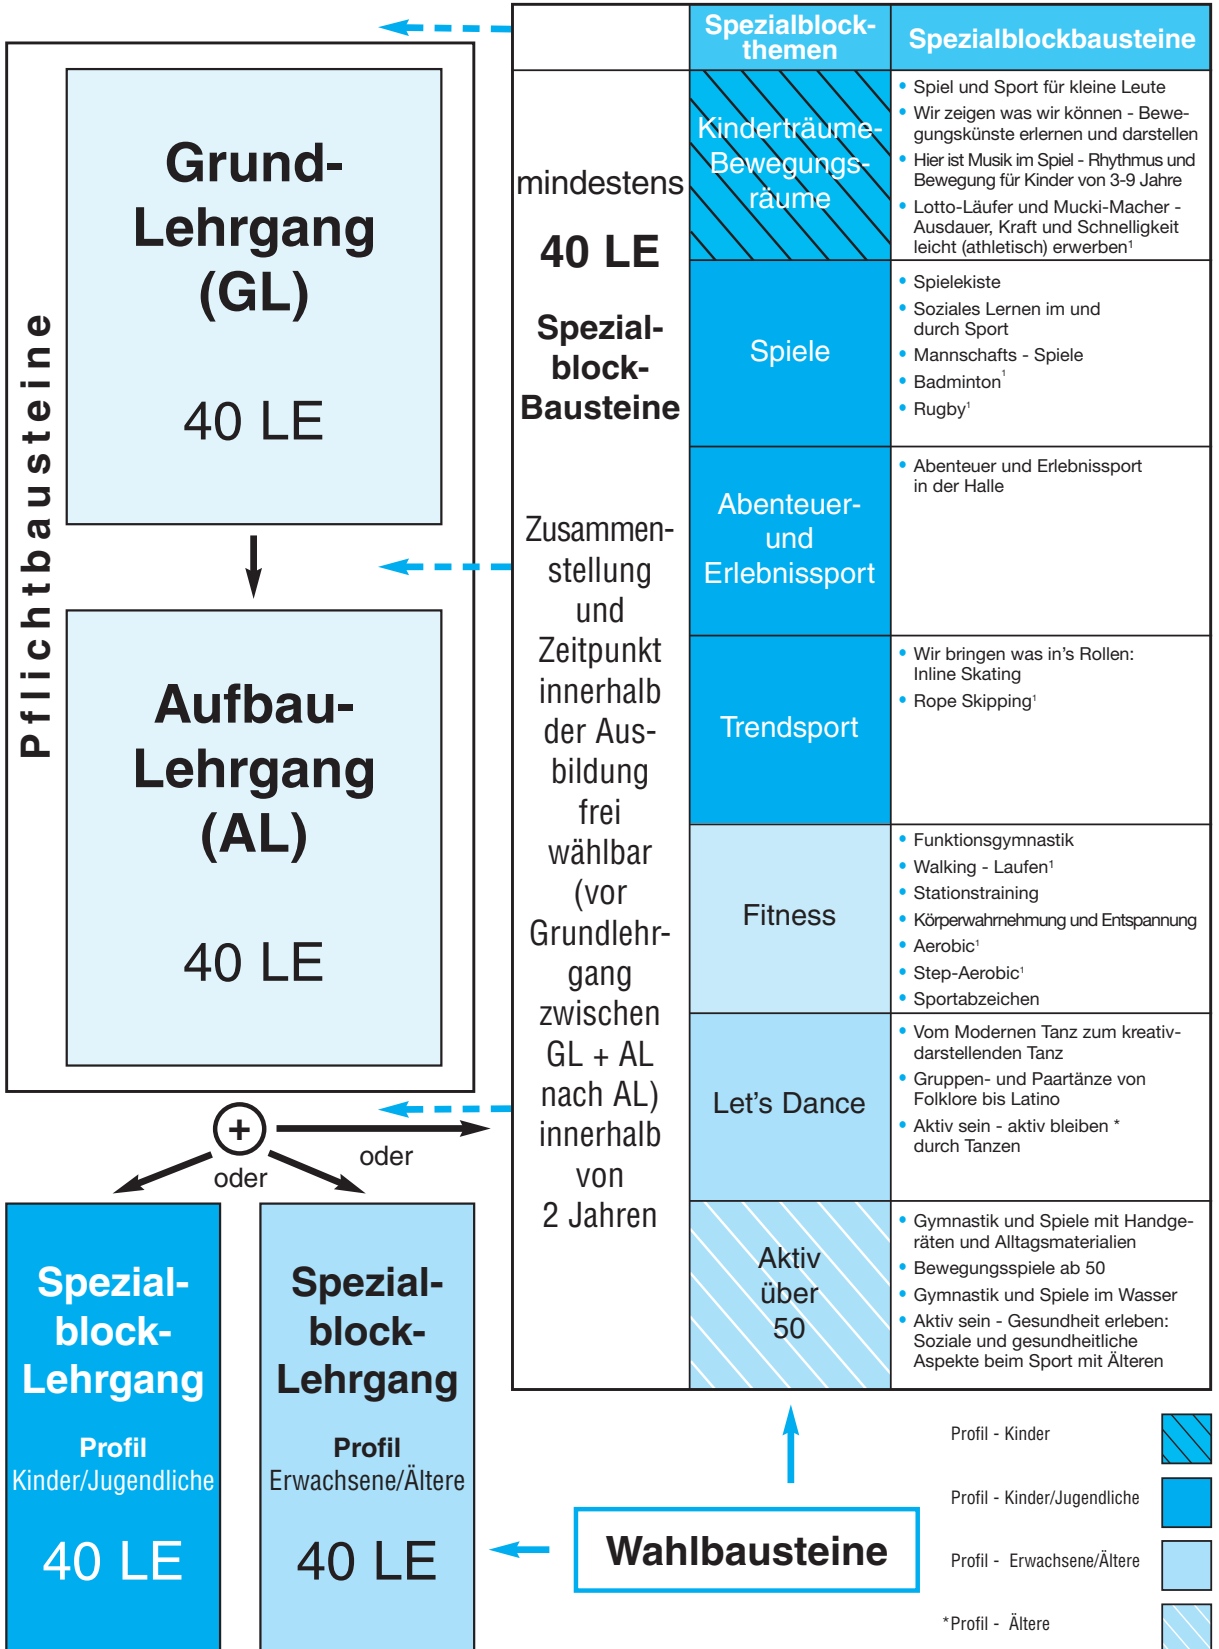 Pflichtbausteine
Grund-
Lehrgang
(GL)
40 LE
Aufbau-
Lehrgang
(AL)
40 LE
+
oder
oder
Spezial-
block-
Lehrgang
Profil
Kinder/Jugendliche
40 LE
Spezial-
block-
Lehrgang
Profil
Erwachsene/Ältere
40 LE
mindestens
40 LE
Spezial-
block-
Bausteine
Zusammen-
stellung
und
Zeitpunkt
innerhalb
der Aus-
bildung
frei
wählbar
(vor
Grundlehr-
gang
zwischen
GL + AL
nach AL)
innerhalb
von
2 Jahren
Spezialblock-
themen
Spezialblockbausteine
Kinderträume-
Bewegungs-
räume
• Spiel und Sport für kleine Leute
• Wir zeigen was wir können - Bewe-
gungskünste erlernen und darstellen
• Hier ist Musik im Spiel - Rhythmus und
Bewegung für Kinder von 3-9 Jahre
• Lotto-Läufer und Mucki-Macher -
Ausdauer, Kraft und Schnelligkeit
leicht (athletisch) erwerben¹
Spiele
• Spielekiste
• Soziales Lernen im und
durch Sport
• Mannschafts - Spiele
• Badminton¹
• Rugby¹
Abenteuer-
und
Erlebnissport
• Abenteuer und Erlebnissport
in der Halle
Trendsport
• Wir bringen was in’s Rollen:
Inline Skating
• Rope Skipping¹
Fitness
• Funktionsgymnastik
• Walking - Laufen¹
• Stationstraining
• Körperwahrnehmung und Entspannung
• Aerobic¹
• Step-Aerobic¹
• Sportabzeichen
Let’s Dance
• Vom Modernen Tanz zum kreativ-
darstellenden Tanz
• Gruppen- und Paartänze von
Folklore bis Latino
• Aktiv sein - aktiv bleiben *
durch Tanzen
Aktiv
über
50
• Gymnastik und Spiele mit Handge-
räten und Alltagsmaterialien
• Bewegungsspiele ab 50
• Gymnastik und Spiele im Wasser
• Aktiv sein - Gesundheit erleben:
Soziale und gesundheitliche
Aspekte beim Sport mit Älteren
Wahlbausteine
Profil - Kinder
Profil - Kinder/Jugendliche
Profil - Erwachsene/Ältere
*Profil - Ältere